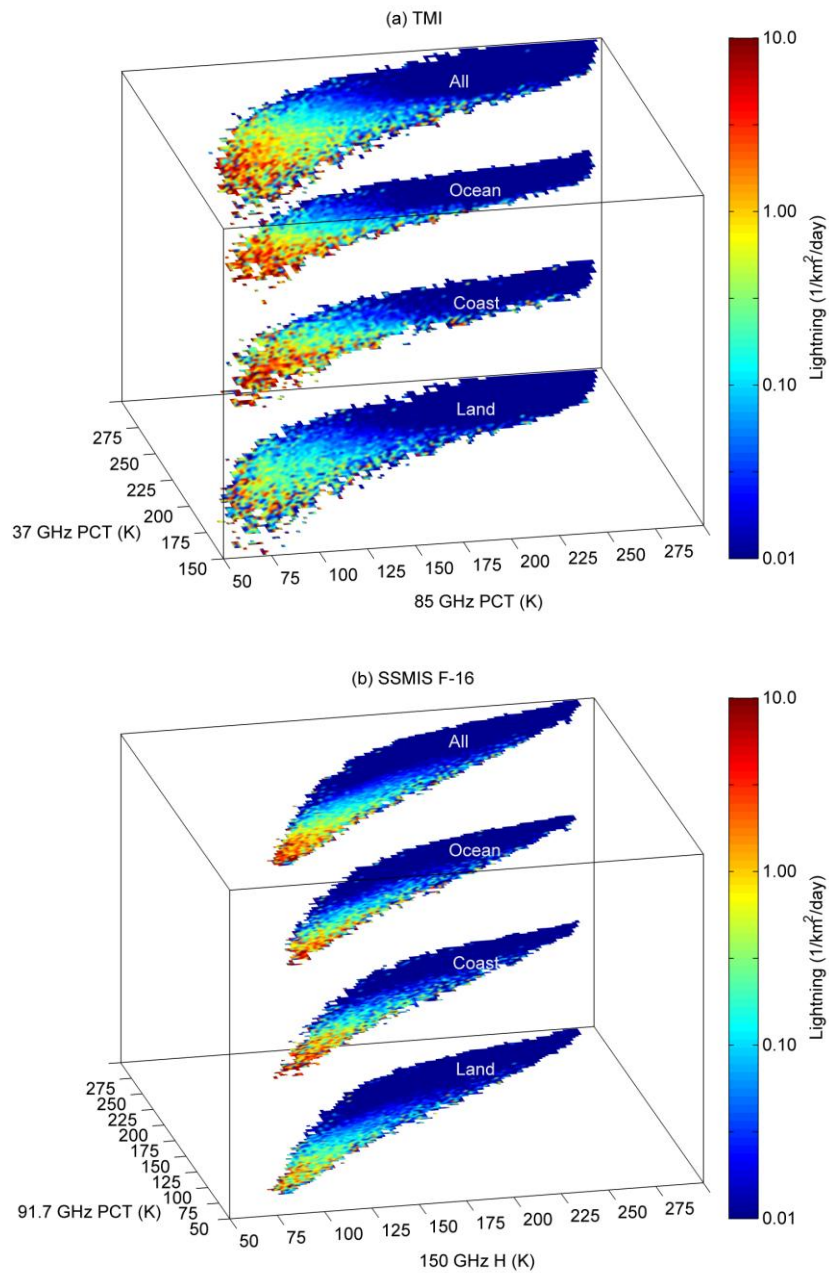 (a) TMI
All
Ocean
Coast
Land
275
250
225
200
175
150
37 GHz PCT (K)
50 75 100 125 150 175 200 225 250 275
85 GHz PCT (K)
10.0
1.00
0.10
0.01
Lightning (1/km²/day)
(b) SSMIS F-16
All
Ocean
Coast
Land
275
250
225
200
175
150
125
100
75
50
91.7 GHz PCT (K)
50 75 100 125 150 175 200 225 250 275
150 GHz H (K)
10.0
1.00
0.10
0.01
Lightning (1/km²/day)